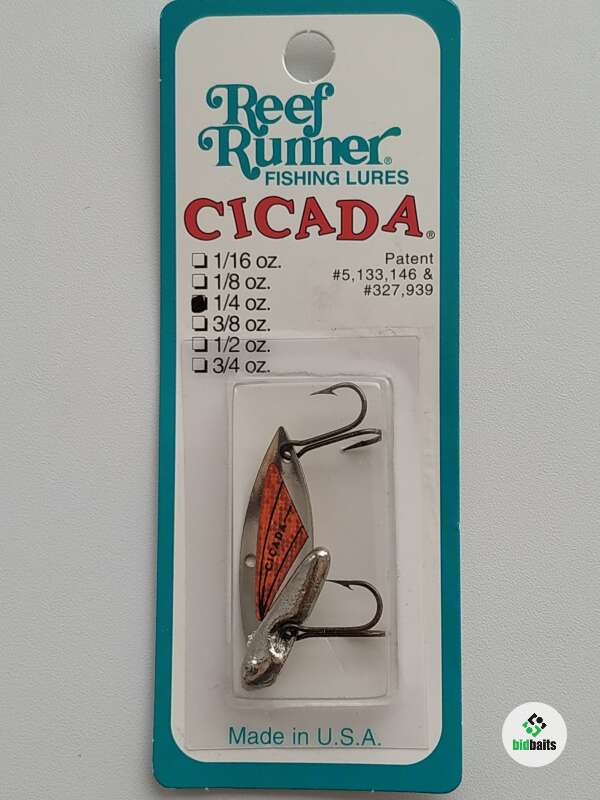 Reef
Runner®
FISHING LURES
CICADA®
Patent
#5,133,146 &
#327,939
1/16 oz.
1/8 oz.
1/4 oz.
3/8 oz.
1/2 oz.
3/4 oz.
CICADA
Made in U.S.A.
bidbaits